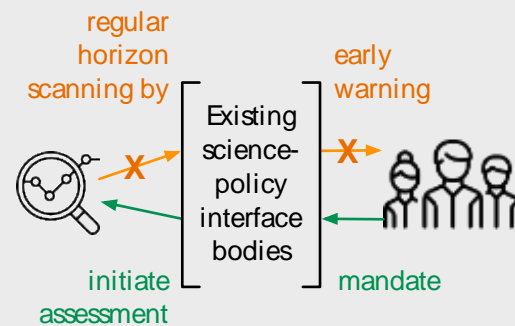 regular
horizon
scanning by
early
warning
X
X
Existing
science-
policy
interface
bodies
initiate
assessment
mandate